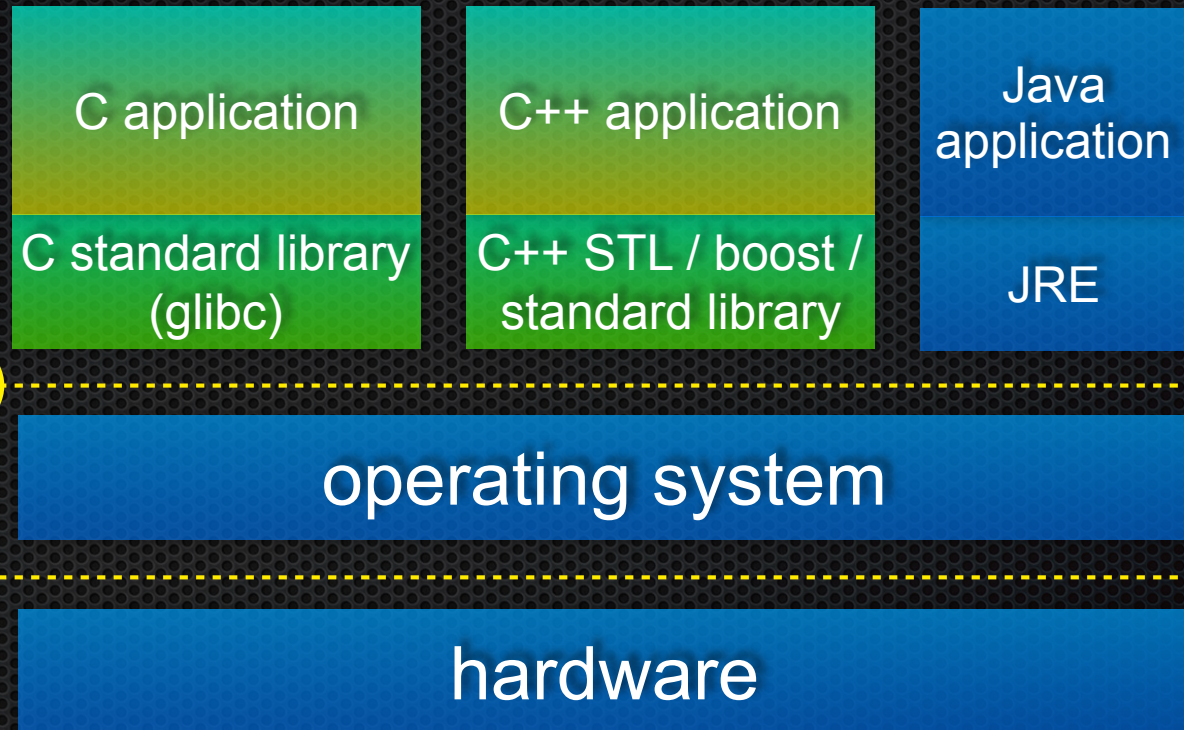 C application
C++ application
Java
application
C standard library
(glibc)
C++ STL / boost /
standard library
JRE
operating system
hardware